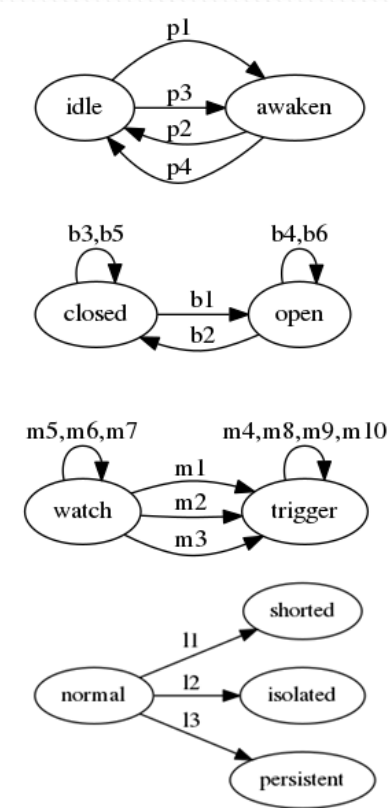 p1
idle
p3
awaken
p2
p4
b3,b5
b4,b6
closed
b1
open
b2
m5,m6,m7
m4,m8,m9,m10
watch
m1
m2
trigger
m3
shorted
l1
normal
l2
isolated
l3
persistent